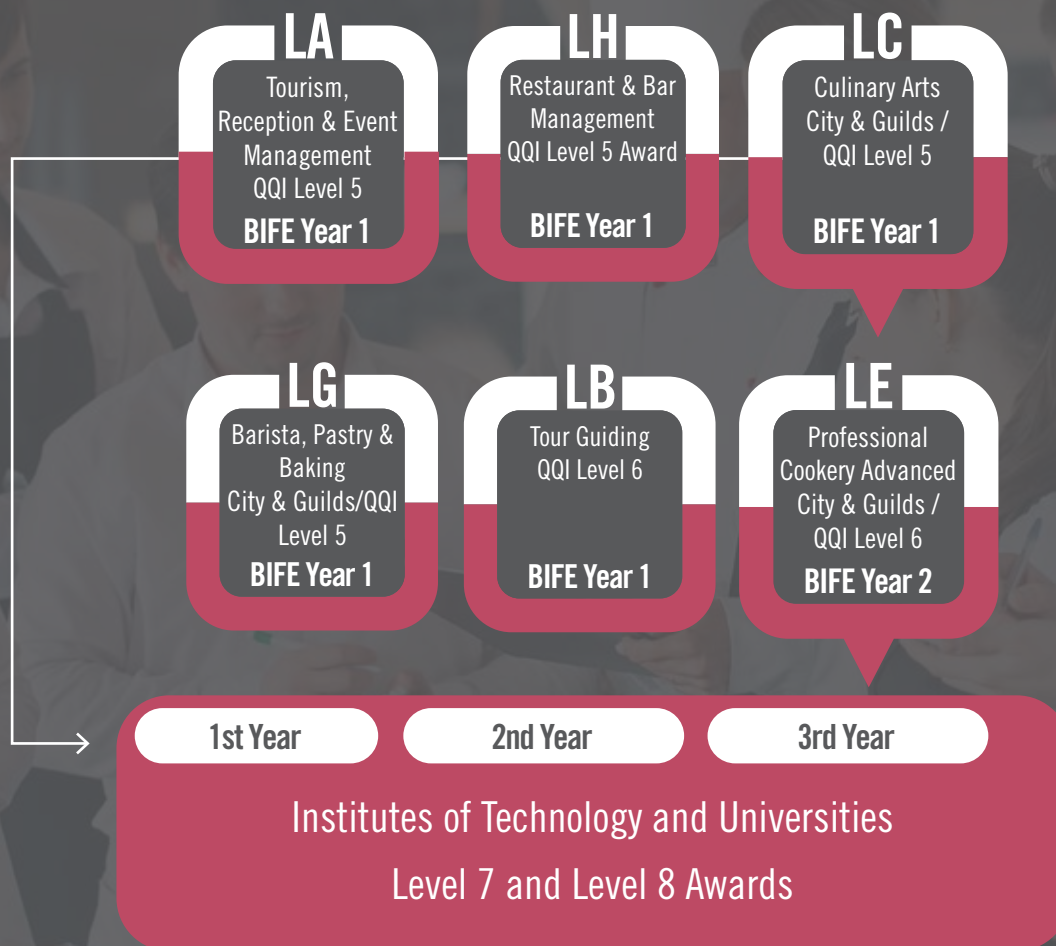 LA
Tourism,
Reception & Event
Management
QQI Level 5
BIFE Year 1
LH
Restaurant & Bar
Management
QQI Level 5 Award
BIFE Year 1
LC
Culinary Arts
City & Guilds /
QQI Level 5
BIFE Year 1
LG
Barista, Pastry &
Baking
City & Guilds/QQI
Level 5
BIFE Year 1
LB
Tour Guiding
QQI Level 6
BIFE Year 1
LE
Professional
Cookery Advanced
City & Guilds /
QQI Level 6
BIFE Year 2
1st Year
2nd Year
3rd Year
Institutes of Technology and Universities
Level 7 and Level 8 Awards